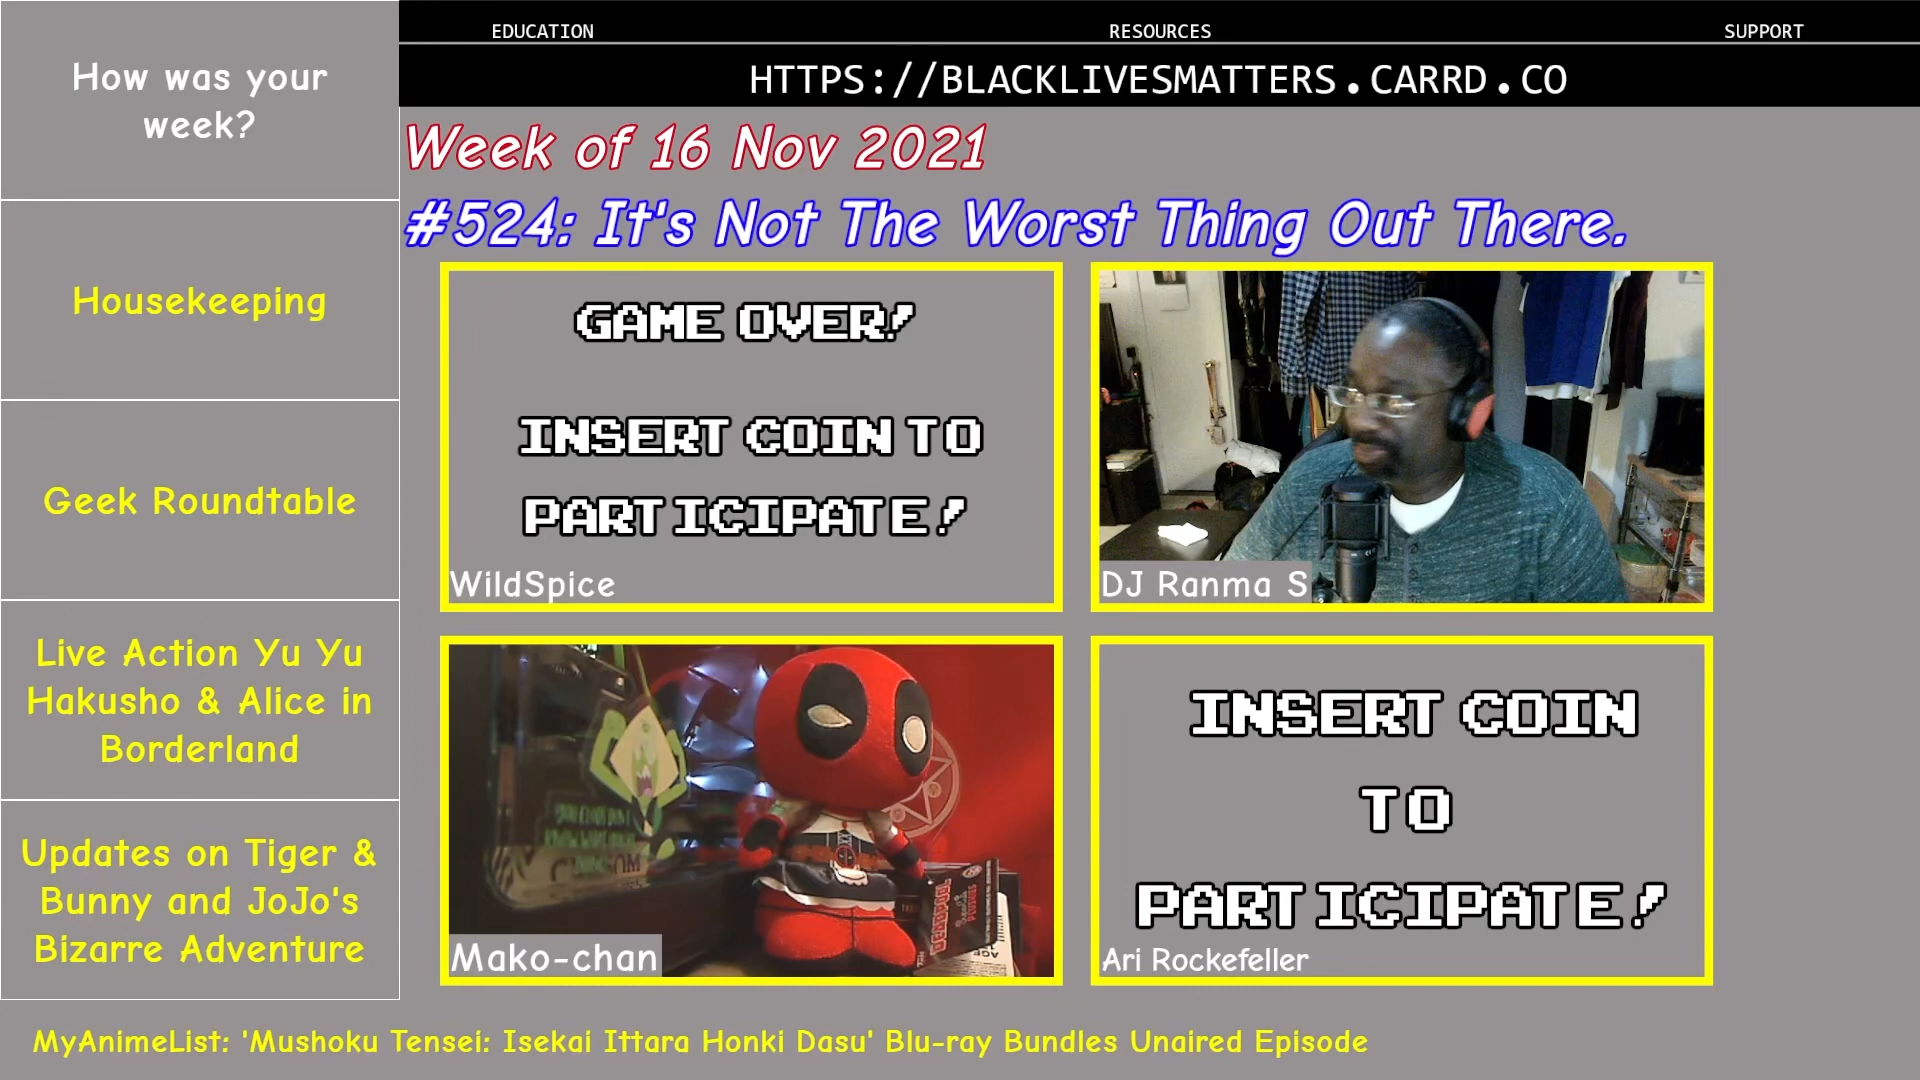 EDUCATION RESOURCES SUPPORT
HTTPS://BLACKLIVESMATTERS.CARRD.CO
How was your
week?
Housekeeping
Geek Roundtable
Live Action Yu Yu
Hakusho & Alice in
Borderland
Updates on Tiger &
Bunny and JoJo's
Bizarre Adventure
Week of 16 Nov 2021
#524: It's Not The Worst Thing Out There.
GAME OVER!
INSERT COIN TO
PARTICIPATE!
WildSpice
DJ Ranma S
DEADPOOL
Mako-chan
INSERT COIN
TO
PARTICIPATE!
Ari Rockefeller
MyAnimeList: 'Mushoku Tensei: Isekai Ittara Honki Dasu' Blu-ray Bundles Unaired Episode